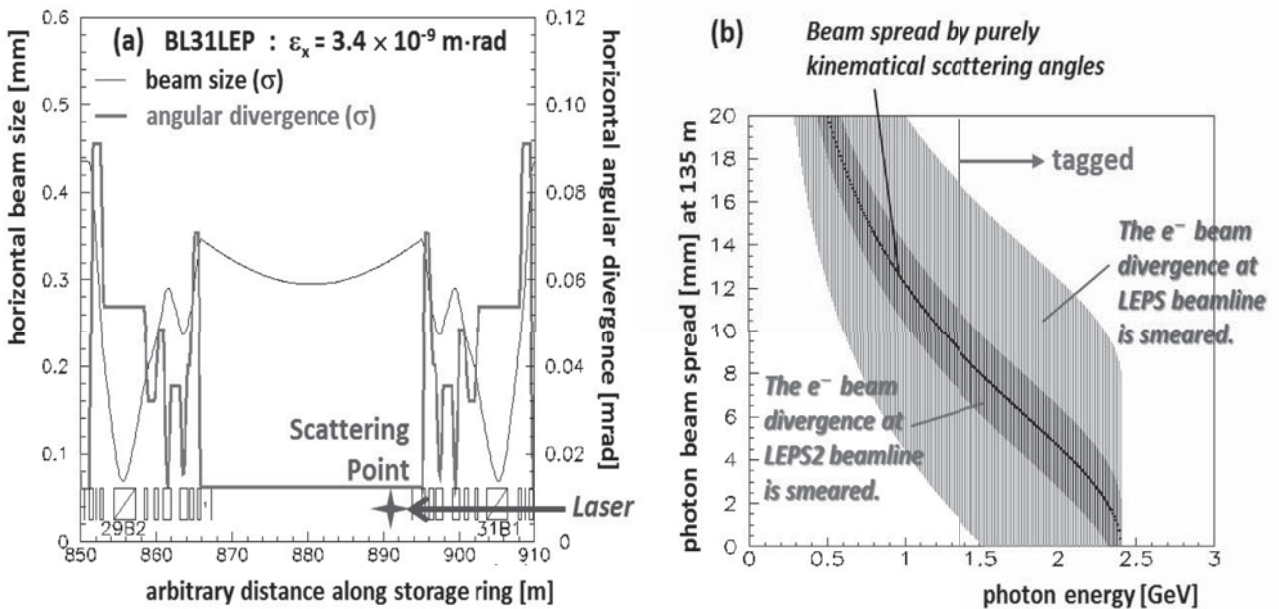 (a) BL31LEP : εx = 3.4 × 10-9 m·rad
beam size (σ)
angular divergence (σ)
horizontal beam size [mm]
0.6
0.5
0.4
0.3
0.2
0.1
0
horizontal angular divergence [mrad]
0.12
0.10
0.08
0.06
0.04
0.02
0
Scattering
Point
Laser
29B2
31B1
850 860 870 880 890 900 910
arbitrary distance along storage ring [m]
(b) Beam spread by purely
kinematical scattering angles
photon beam spread [mm] at 135 m
20
18
16
14
12
10
8
6
4
2
0
tagged
The e− beam
divergence at
LEPS beamline
is smeared.
The e− beam
divergence at
LEPS2 beamline
is smeared.
0 0.5 1 1.5 2 2.5 3
photon energy [GeV]